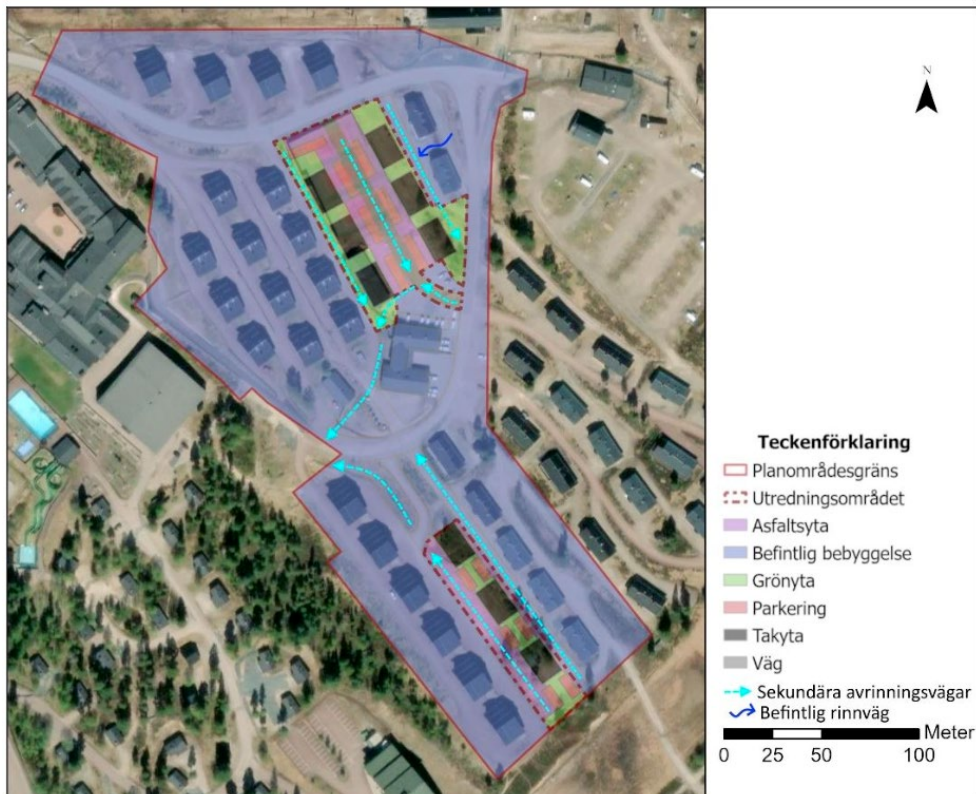 N
Teckenförklaring
Planområdesgräns
Utredningsområdet
Asfaltsyta
Befintlig bebyggelse
Grönyta
Parkering
Takyta
Väg
Sekundära avrinningsvägar
Befintlig rinnväg
Meter
0 25 50 100